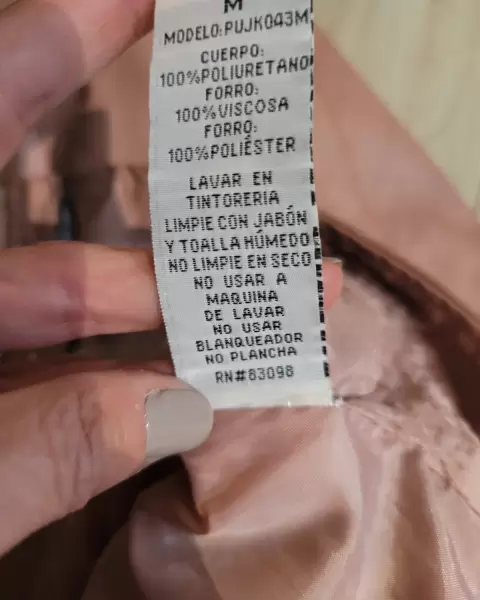 M
MODELO:PUJK043M
CUERPO:
100%POLIURETANO
FORRO:
100%VISCOSA
FORRO:
100%POLIÉSTER
LAVAR EN
TINTORERIA
LIMPIE CON JABÓN
Y TOALLA HÚMEDO
NO LIMPIE EN SECO
NO USAR A
MAQUINA
DE LAVAR
NO USAR
BLANQUEADOR
NO PLANCHA
RN#83098